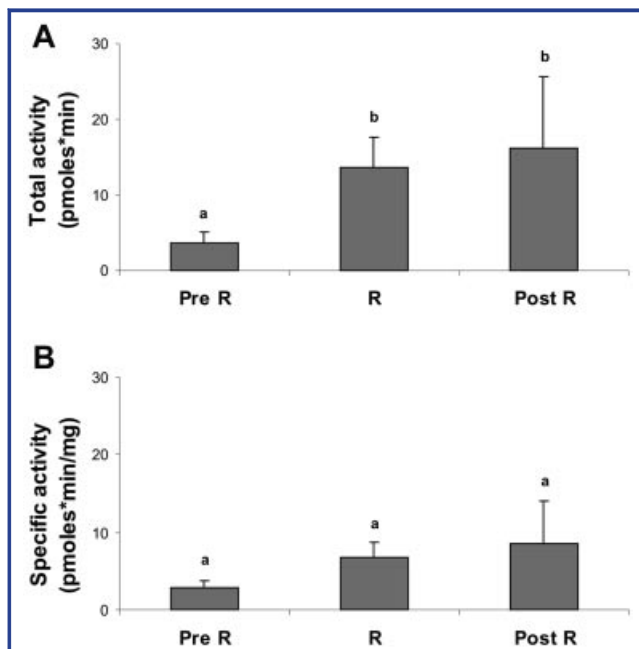 A
Total activity
(pmoles*min)
30
20
10
0
a
b
b
Pre R
R
Post R
B
Specific activity
(pmoles*min/mg)
30
20
10
0
a
a
a
Pre R
R
Post R